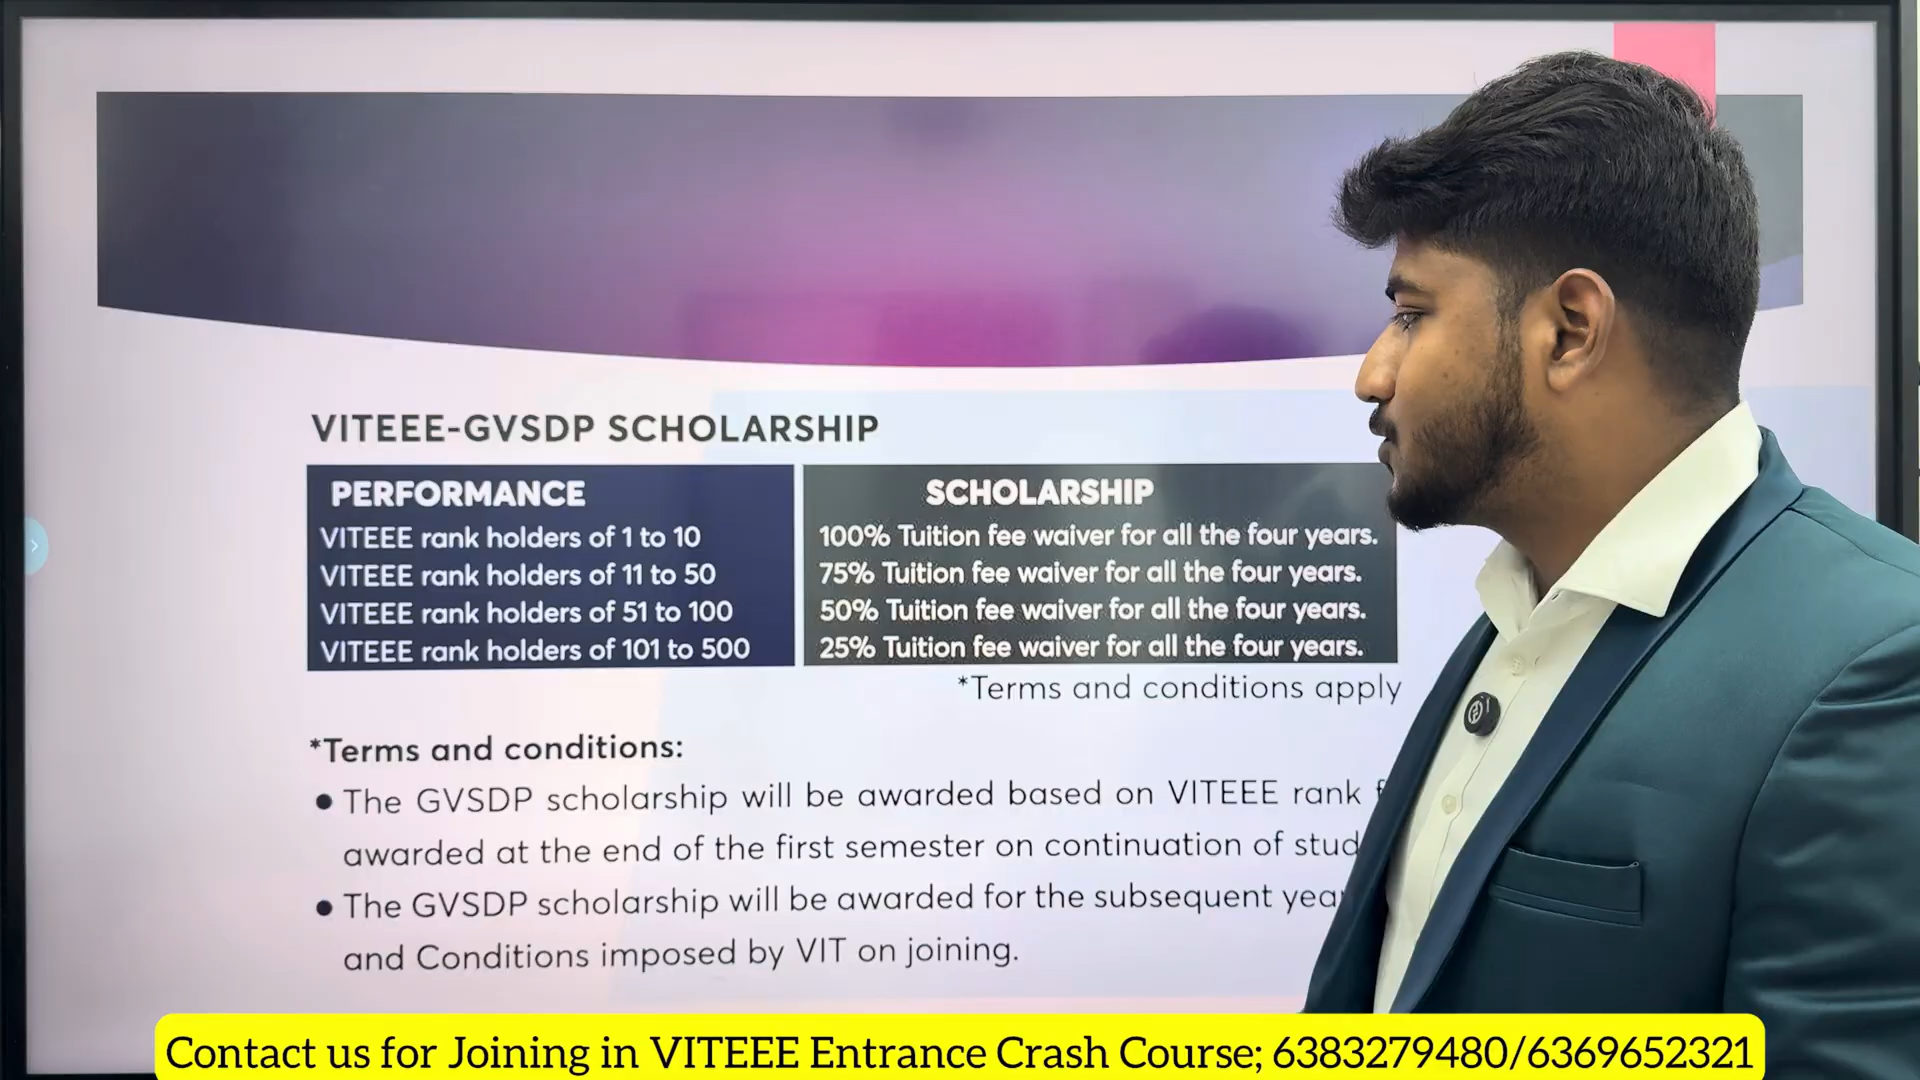 VITEEE-GVSDP SCHOLARSHIP
PERFORMANCE
VITEEE rank holders of 1 to 10
VITEEE rank holders of 11 to 50
VITEEE rank holders of 51 to 100
VITEEE rank holders of 101 to 500
SCHOLARSHIP
100% Tuition fee waiver for all the four years.
75% Tuition fee waiver for all the four years.
50% Tuition fee waiver for all the four years.
25% Tuition fee waiver for all the four years.
*Terms and conditions apply
*Terms and conditions:
● The GVSDP scholarship will be awarded based on VITEEE rank
awarded at the end of the first semester on continuation of
● The GVSDP scholarship will be awarded for the subsequent
and Conditions imposed by VIT on joining.
Contact us for Joining in VITEEE Entrance Crash Course; 6383279480/6369652321